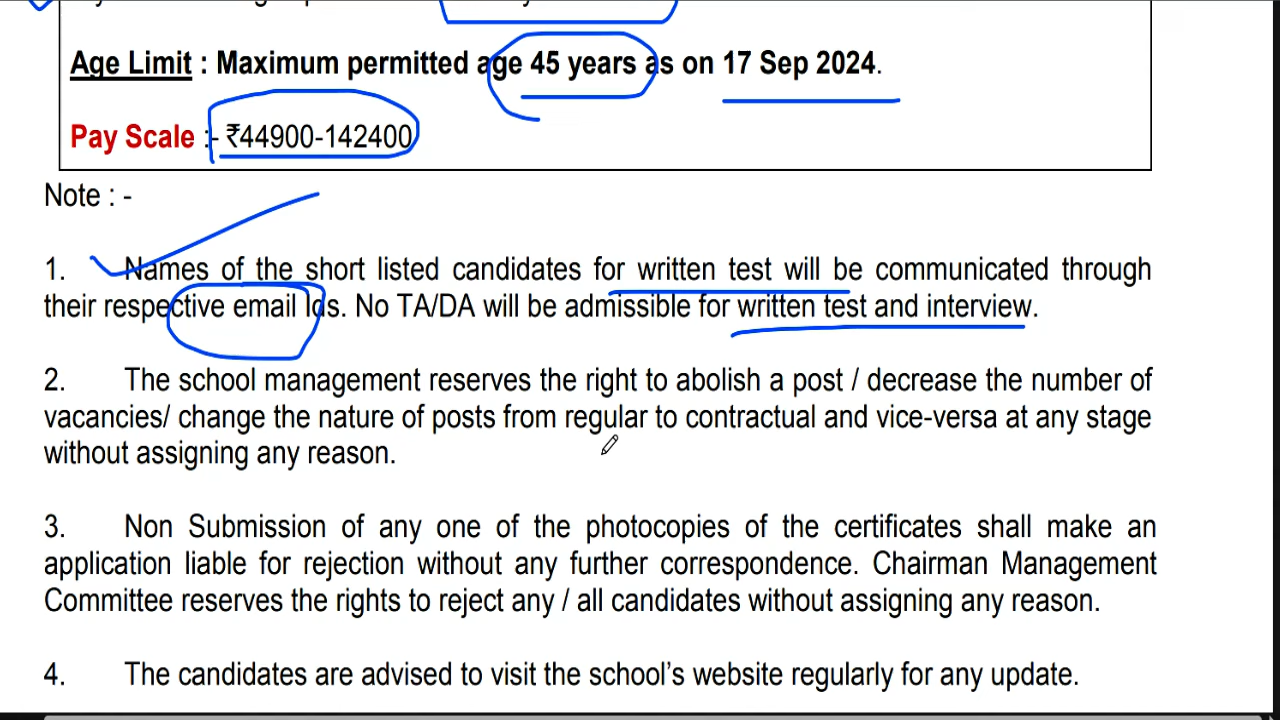 Age Limit : Maximum permitted age 45 years as on 17 Sep 2024.
Pay Scale :- ₹44900-142400
Note : -
1. Names of the short listed candidates for written test will be communicated through
their respective email Ids. No TA/DA will be admissible for written test and interview.
2. The school management reserves the right to abolish a post / decrease the number of
vacancies/ change the nature of posts from regular to contractual and vice-versa at any stage
without assigning any reason.
3. Non Submission of any one of the photocopies of the certificates shall make an
application liable for rejection without any further correspondence. Chairman Management
Committee reserves the rights to reject any / all candidates without assigning any reason.
4. The candidates are advised to visit the school’s website regularly for any update.